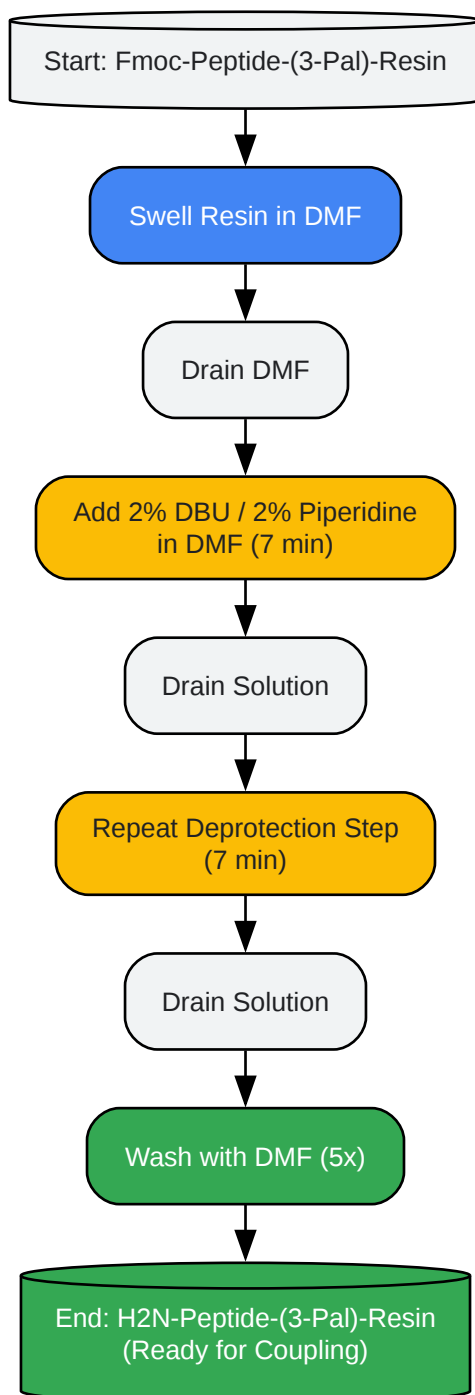 Start: Fmoc-Peptide-(3-Pal)-Resin
Swell Resin in DMF
Drain DMF
Add 2% DBU / 2% Piperidine
in DMF (7 min)
Drain Solution
Repeat Deprotection Step
(7 min)
Drain Solution
Wash with DMF (5x)
End: H2N-Peptide-(3-Pal)-Resin
(Ready for Coupling)